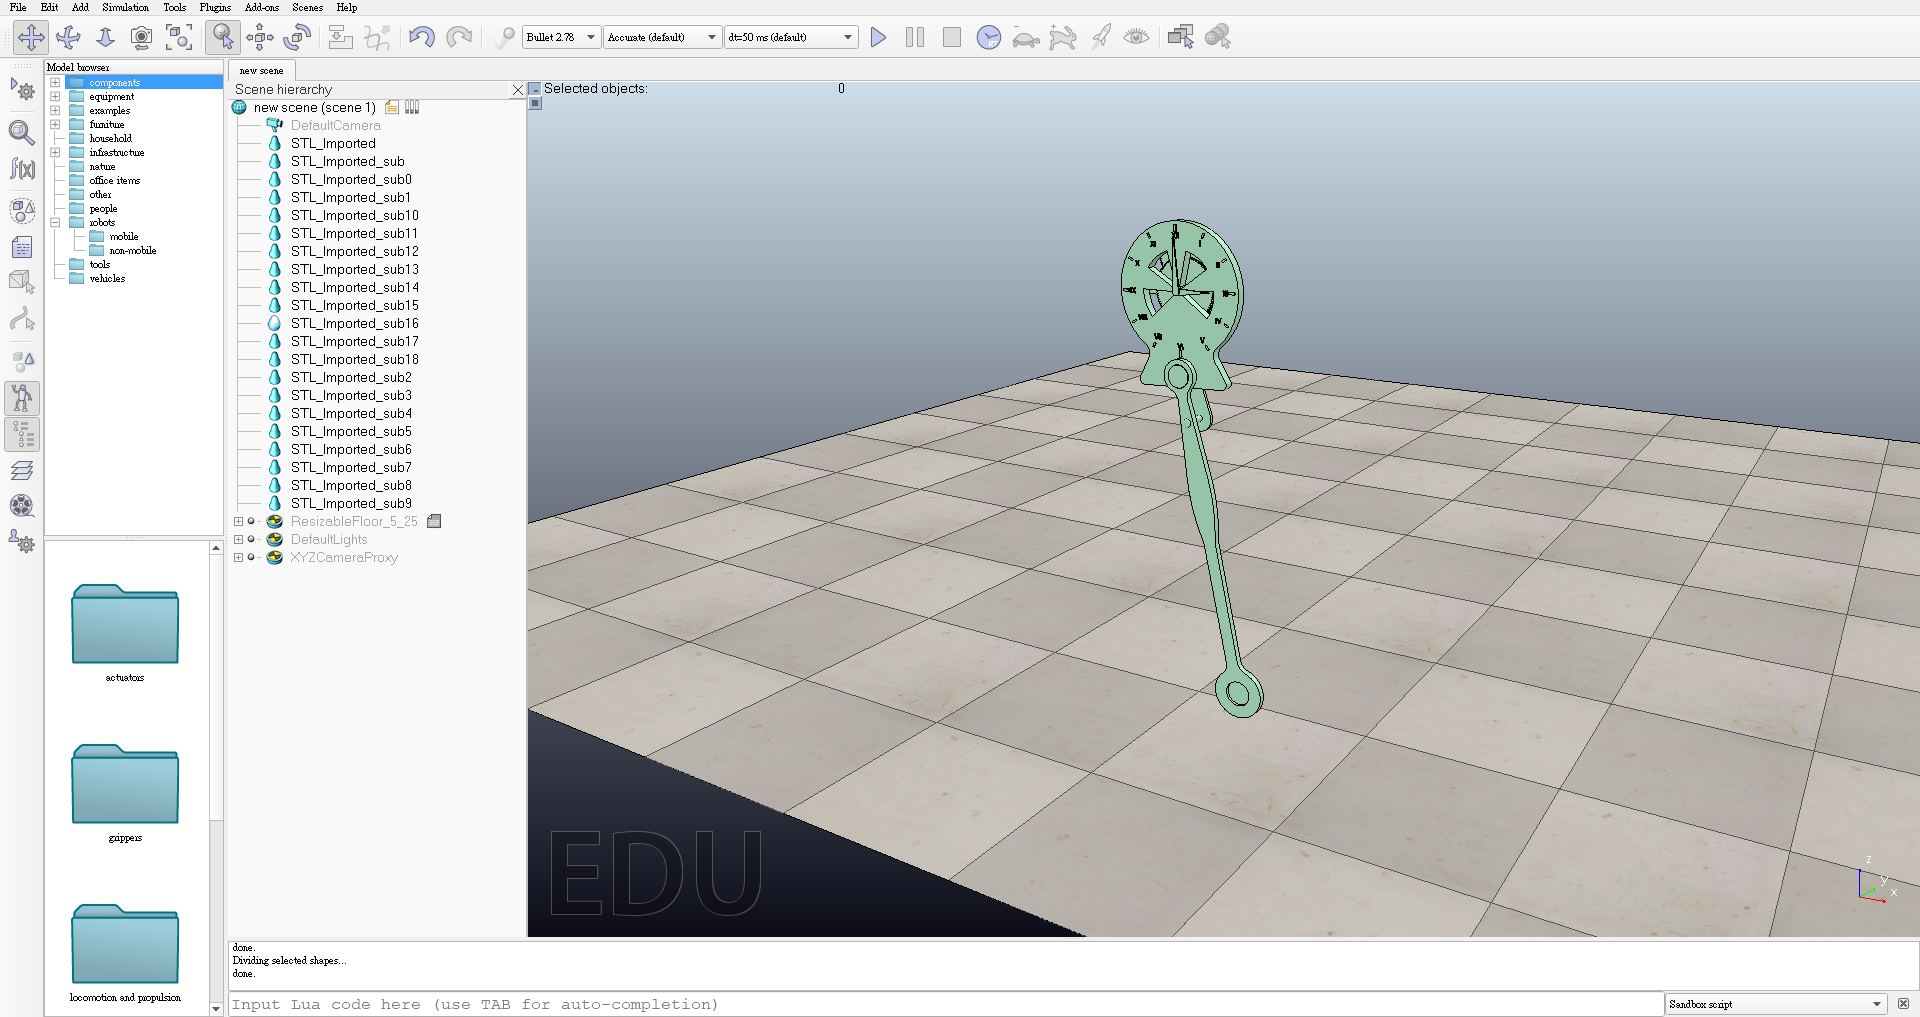 File Edit Add Simulation Tools Plugins Add-ons Scenes Help
Bullet 2.78 Accurate (default) dt=50 ms (default)
Model browser
components
equipment
examples
furniture
household
infrastructure
nature
office items
other
people
robots
mobile
non-mobile
tools
vehicles
actuators
grippers
locomotion and propulsion
new scene
Scene hierarchy
new scene (scene 1)
DefaultCamera
STL_Imported
STL_Imported_sub
STL_Imported_sub0
STL_Imported_sub1
STL_Imported_sub10
STL_Imported_sub11
STL_Imported_sub12
STL_Imported_sub13
STL_Imported_sub14
STL_Imported_sub15
STL_Imported_sub16
STL_Imported_sub17
STL_Imported_sub18
STL_Imported_sub2
STL_Imported_sub3
STL_Imported_sub4
STL_Imported_sub5
STL_Imported_sub6
STL_Imported_sub7
STL_Imported_sub8
STL_Imported_sub9
ResizableFloor_5_25
DefaultLights
XYZCameraProxy
Selected objects: 0
EDU
z
y
x
done.
Dividing selected shapes...
done.
Input Lua code here (use TAB for auto-completion)
Sandbox script